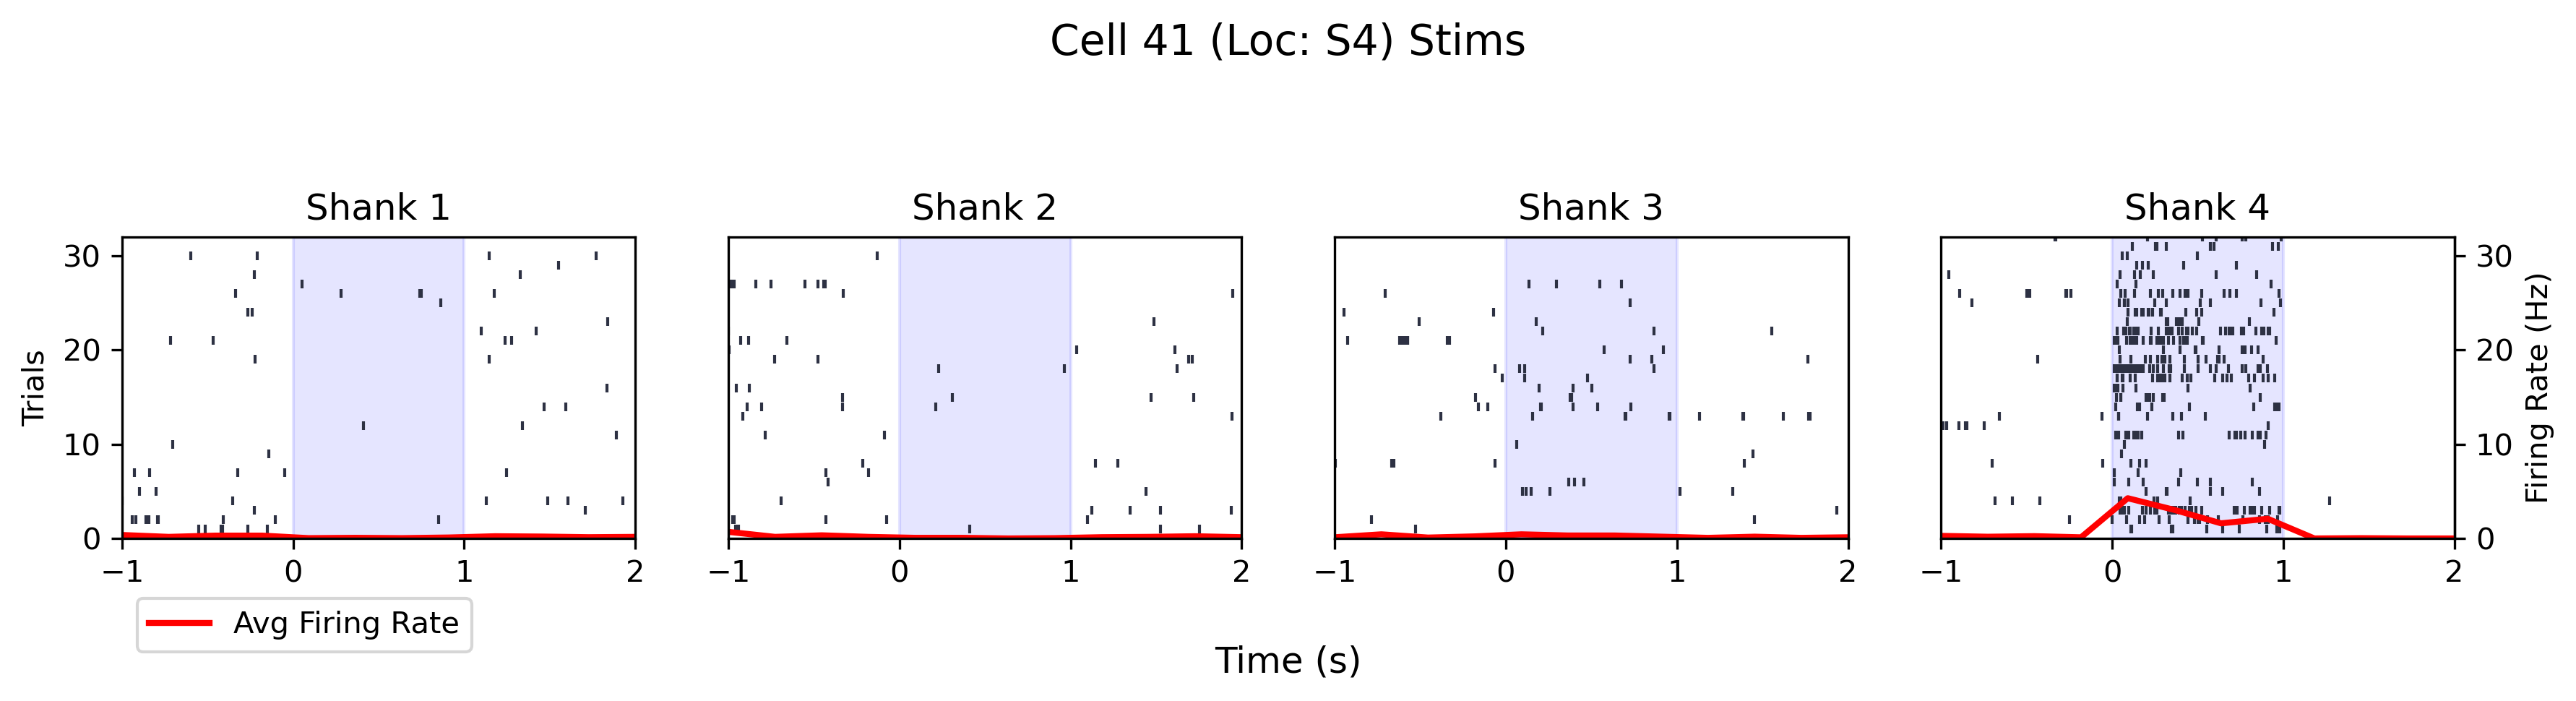 Cell 41 (Loc: S4) Stims
Shank 1
Shank 2
Shank 3
Shank 4
Trials
30
20
10
0
−1 0 1 2
−1 0 1 2
−1 0 1 2
−1 0 1 2
30
20
10
0
Firing Rate (Hz)
Avg Firing Rate
Time (s)